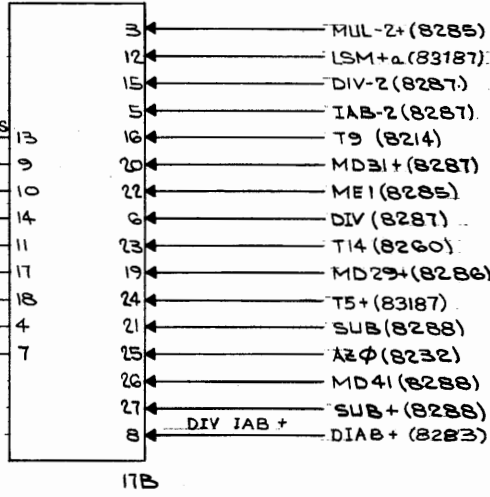 3 MUL-2+ (8285)
12 LSM+a (83187)
15 DIV-2 (8287)
5 IAB-2 (8287)
S 13 16 T9 (8214)
9 20 MD31+ (8287)
10 22 ME1 (8285)
14 6 DIV (8287)
11 23 T14 (8260)
17 19 MD29+ (8286)
18 24 T5+ (83187)
4 21 SUB (8288)
7 25 AZØ (8232)
26 MD41 (8288)
27 SUB+ (8288)
8 DIV IAB + DIAB+ (8283)
17B